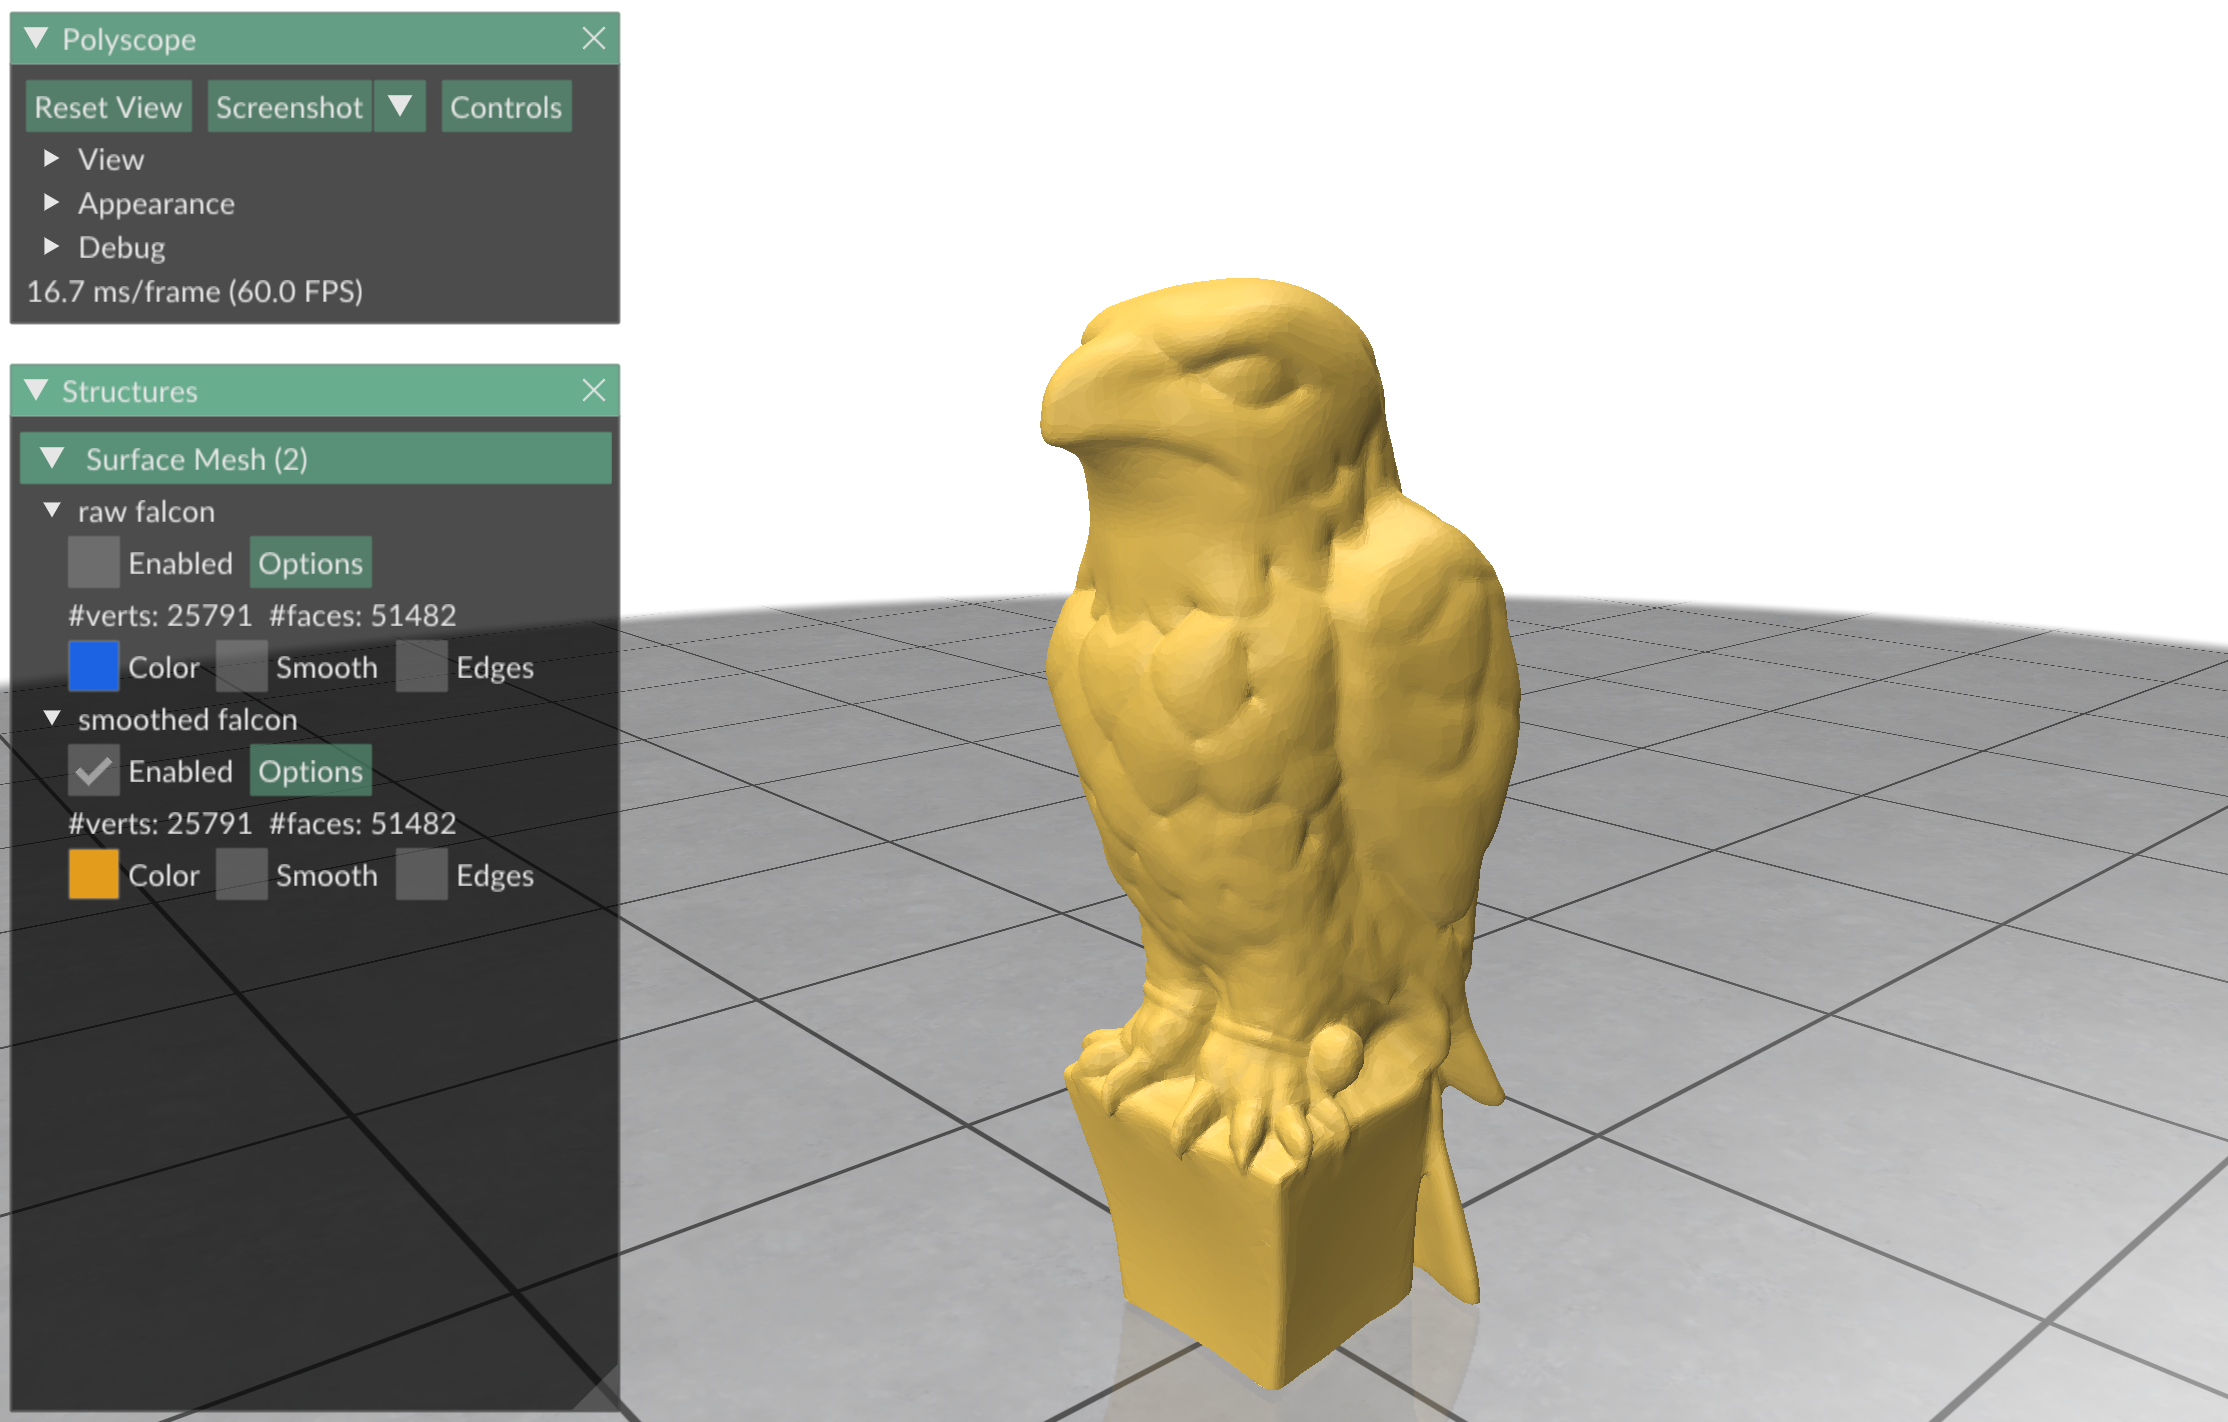 Polyscope
Reset View Screenshot Controls
View
Appearance
Debug
16.7 ms/frame (60.0 FPS)
Structures
Surface Mesh (2)
raw falcon
Enabled Options
#verts: 25791 #faces: 51482
Color Smooth Edges
smoothed falcon
Enabled Options
#verts: 25791 #faces: 51482
Color Smooth Edges